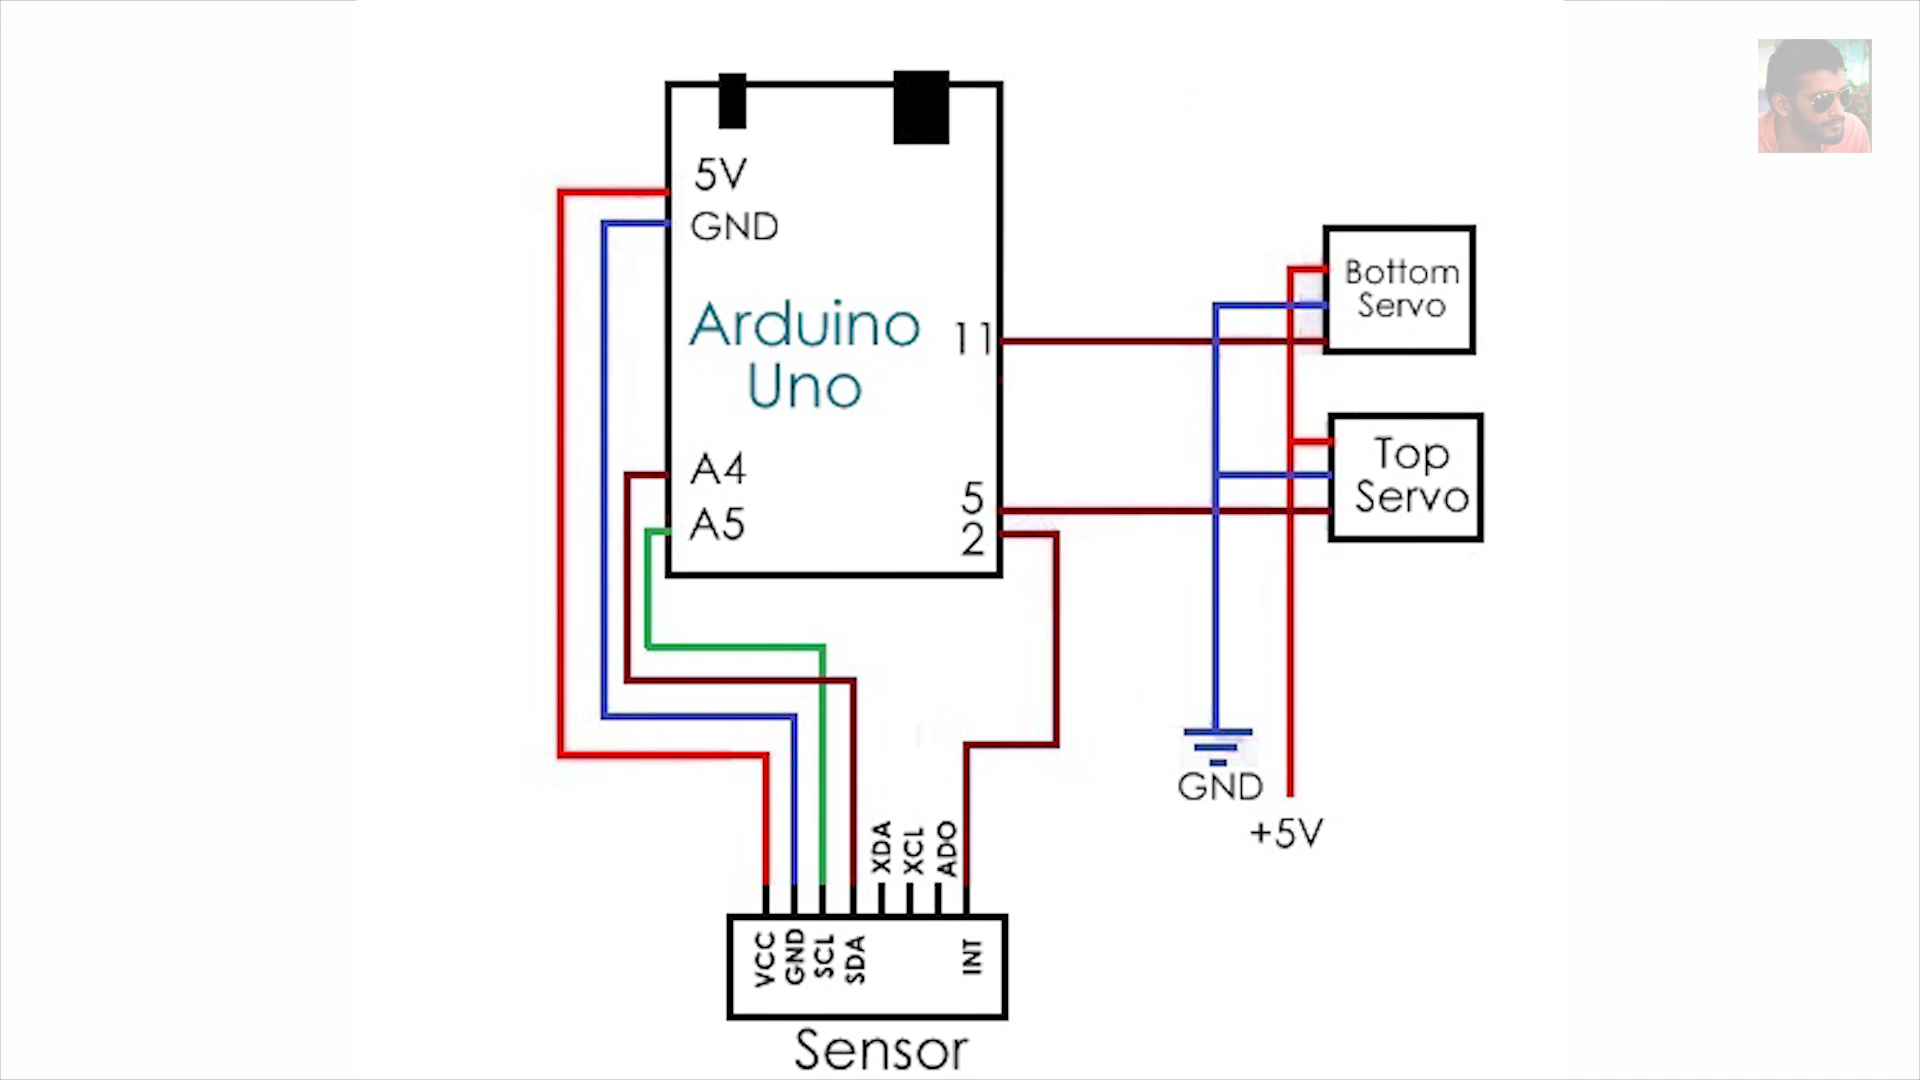 5V
GND
Arduino
Uno
11
A4
A5
5
2
Bottom
Servo
Top
Servo
GND
+5V
XDA
XCL
ADO
VCC
GND
SCL
SDA
INT
Sensor